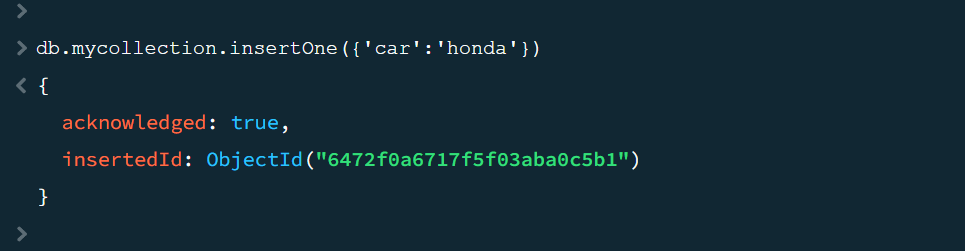 >
> db.mycollection.insertOne({'car':'honda'})
< {
acknowledged: true,
insertedId: ObjectId("6472f0a6717f5f03aba0c5b1")
}
>